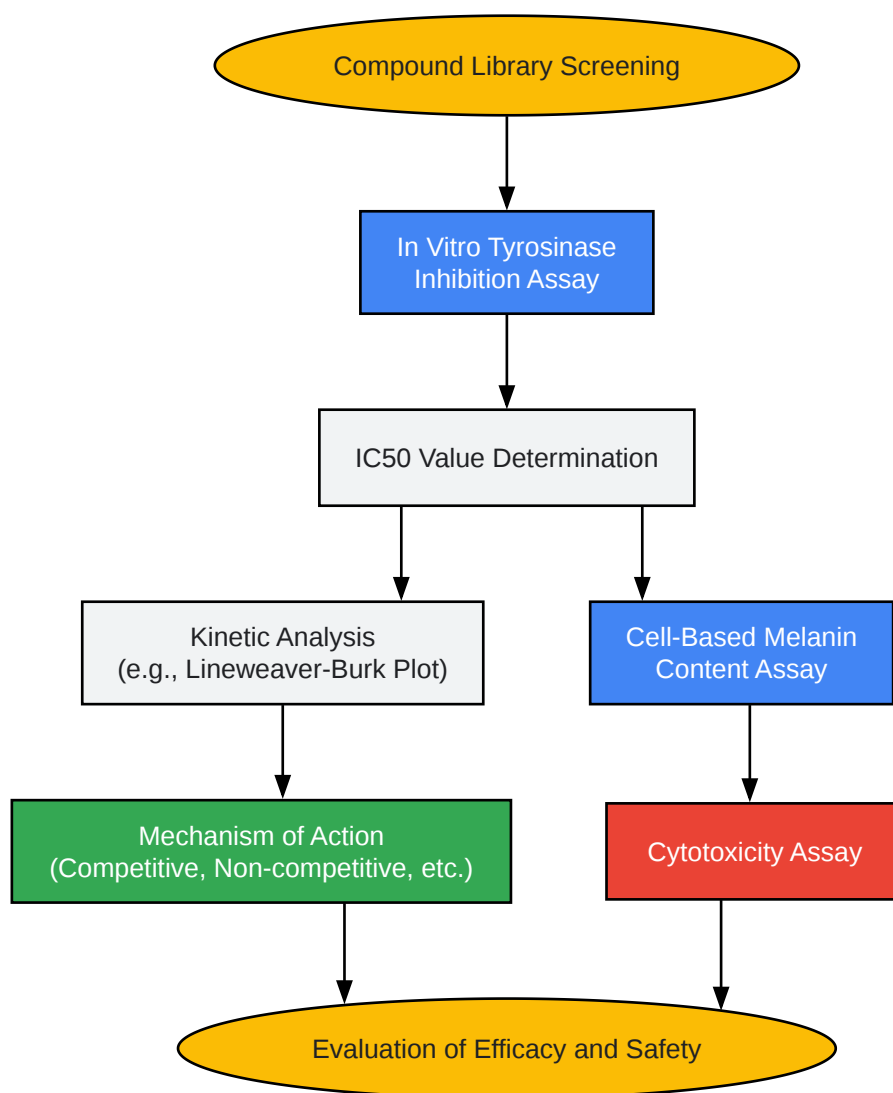 Compound Library Screening
In Vitro Tyrosinase
Inhibition Assay
IC50 Value Determination
Kinetic Analysis
(e.g., Lineweaver-Burk Plot)
Cell-Based Melanin
Content Assay
Mechanism of Action
(Competitive, Non-competitive, etc.)
Cytotoxicity Assay
Evaluation of Efficacy and Safety